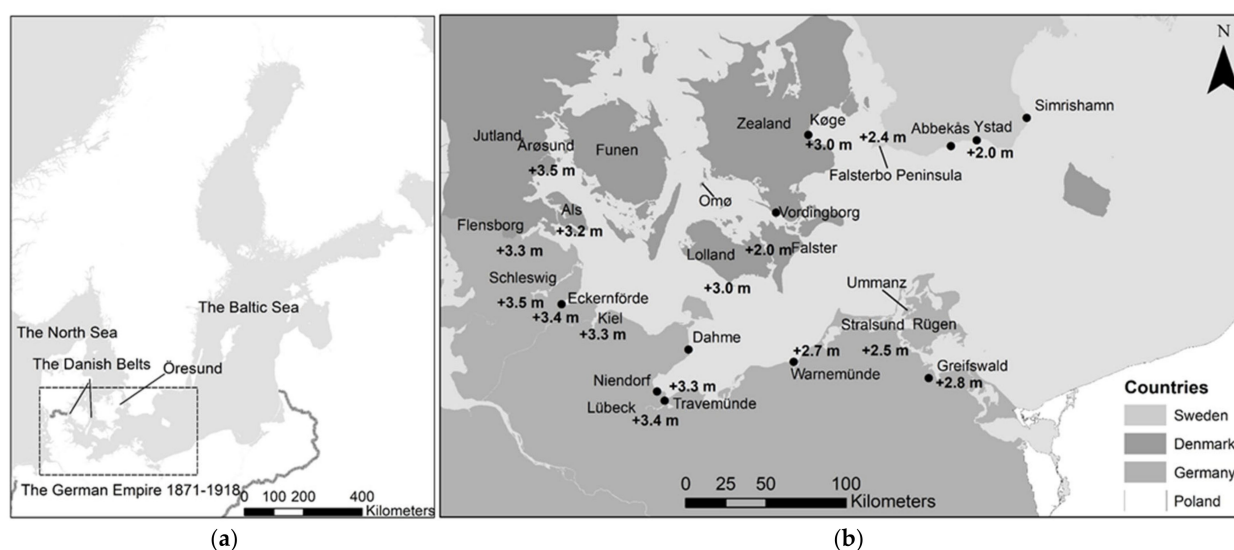 The North Sea
The Baltic Sea
The Danish Belts
Öresund
The German Empire 1871-1918
0 100 200 400
Kilometers
(a)
N
Simrishamn
Jutland
Årøsund
+3.5 m
Funen
Zealand
Køge
+3.0 m
+2.4 m
Abbekås
Ystad
+2.0 m
Falsterbo Peninsula
Als
+3.2 m
Omø
Vordingborg
Flensborg
+3.3 m
Lolland
+2.0 m
Falster
+3.0 m
Schleswig
+3.5 m
Eckernförde
+3.4 m
Kiel
+3.3 m
Ummanz
Stralsund
Rügen
+2.5 m
Dahme
+2.7 m
Warnemünde
Greifswald
+2.8 m
Niendorf
+3.3 m
Lübeck
Travemünde
+3.4 m
0 25 50 100
Kilometers
Countries
Sweden
Denmark
Germany
Poland
(b)